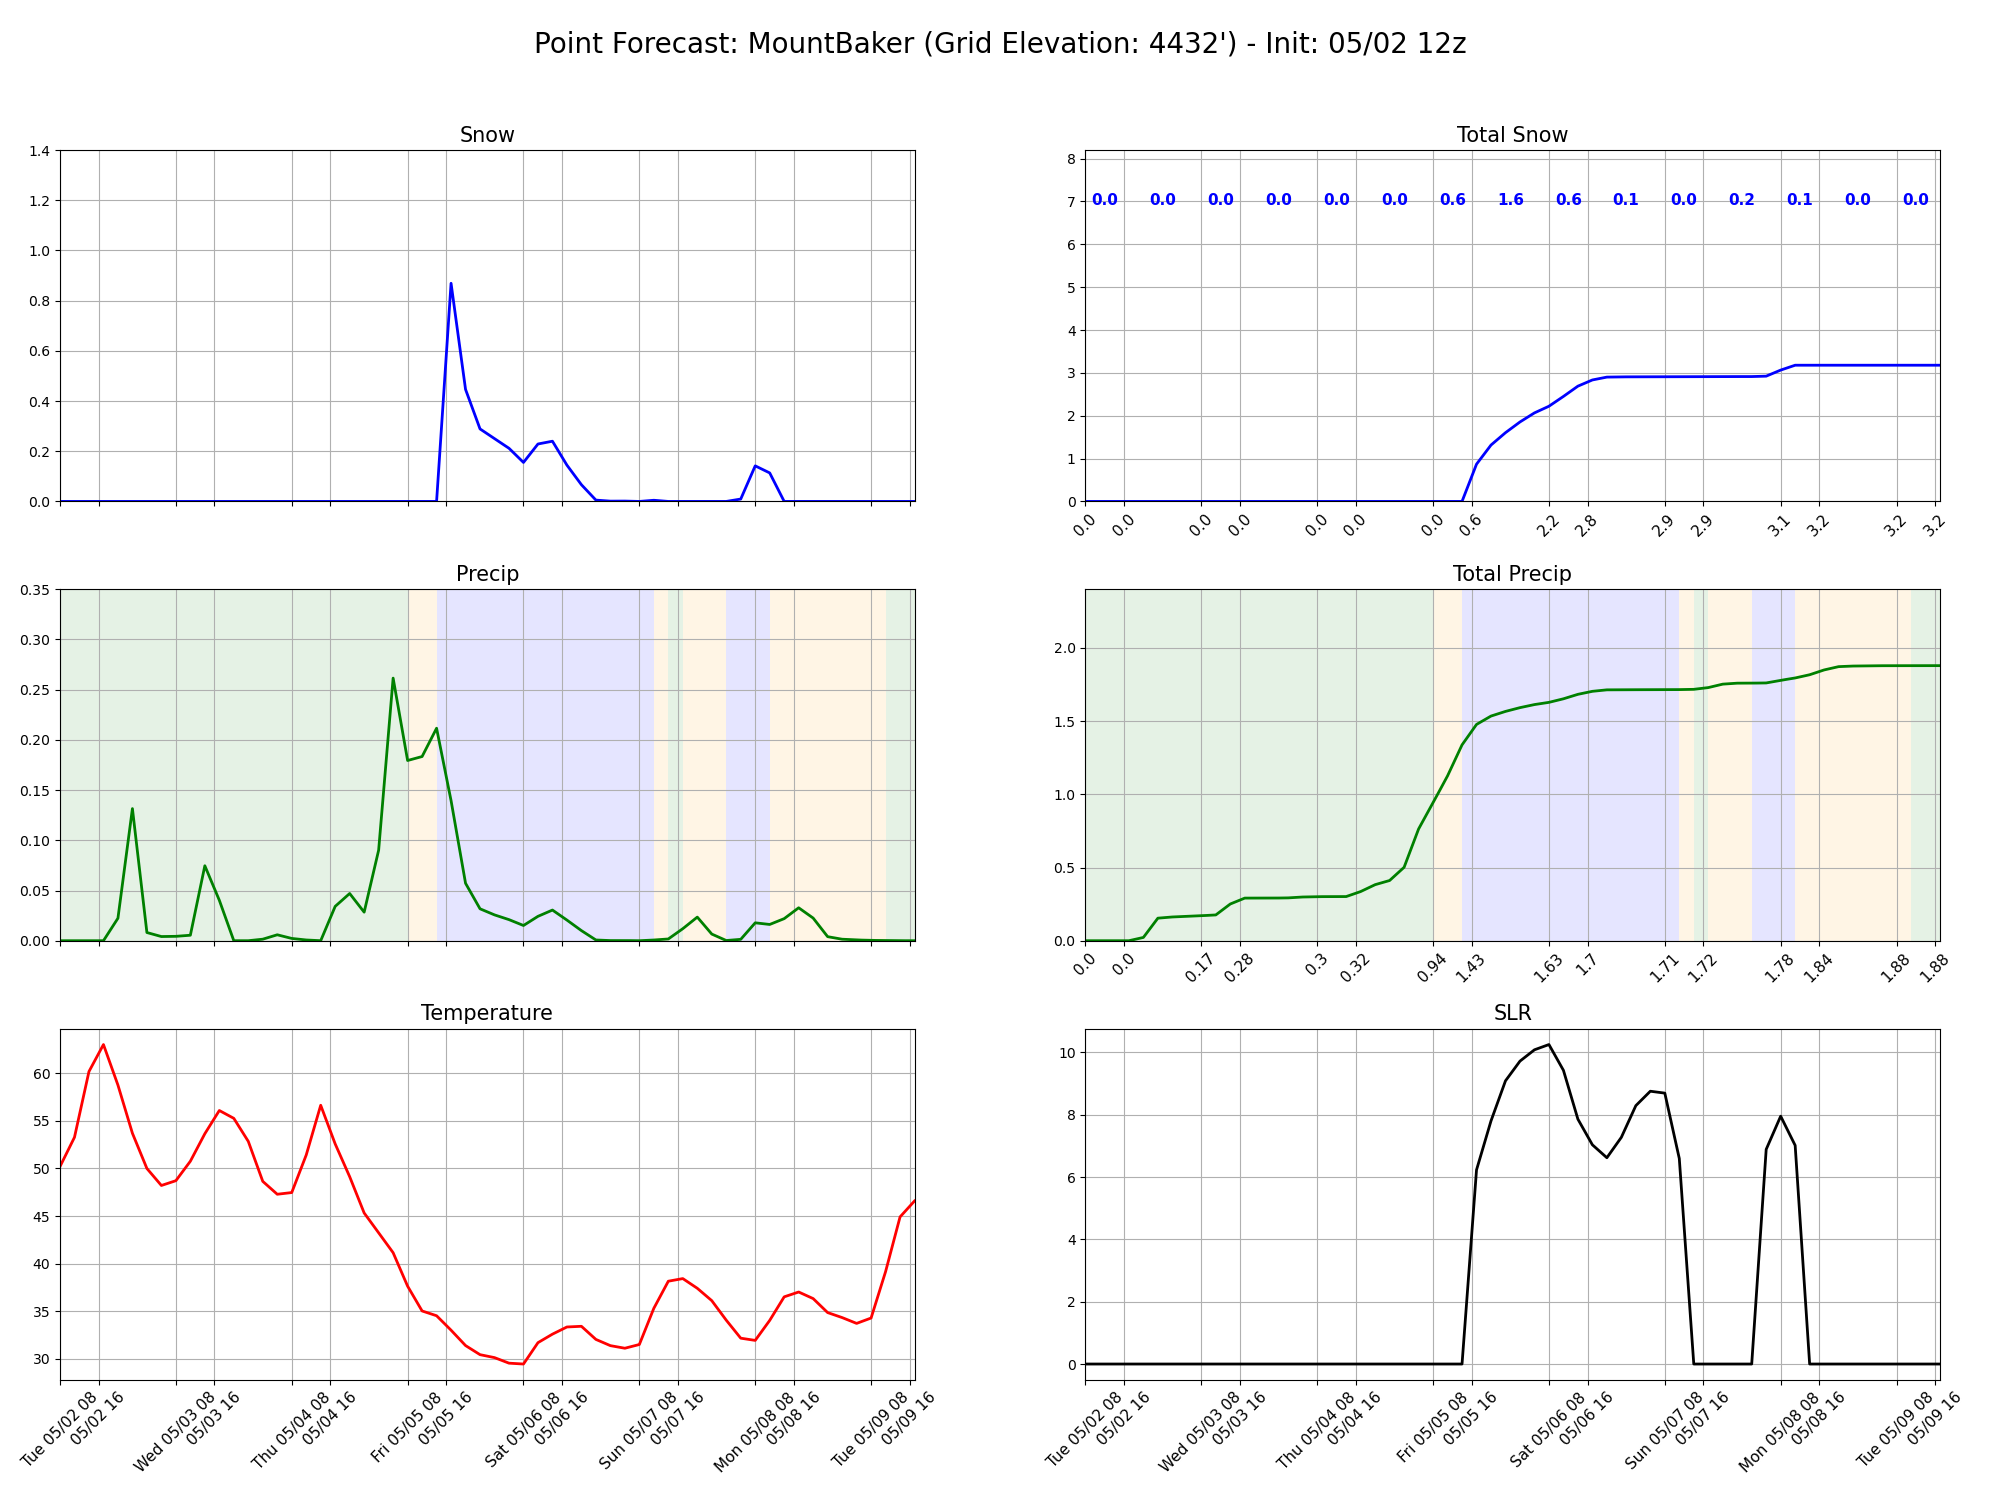 Point Forecast: MountBaker (Grid Elevation: 4432') - Init: 05/02 12z
Snow
1.4
1.2
1.0
0.8
0.6
0.4
0.2
0.0
Total Snow
8
7
6
5
4
3
2
1
0
0.0 0.0 0.0 0.0 0.0 0.0 0.6 1.6 0.6 0.1 0.0 0.2 0.1 0.0 0.0
0.0 0.0 0.0 0.0 0.0 0.0 0.0 0.6 2.2 2.8 2.9 2.9 3.1 3.2 3.2 3.2
Precip
0.35
0.30
0.25
0.20
0.15
0.10
0.05
0.00
Total Precip
2.0
1.5
1.0
0.5
0.0
0.0 0.0 0.17 0.28 0.3 0.32 0.94 1.43 1.63 1.7 1.71 1.72 1.78 1.84 1.88 1.88
Temperature
60
55
50
45
40
35
30
Tue 05/02 08
05/02 16
Wed 05/03 08
05/03 16
Thu 05/04 08
05/04 16
Fri 05/05 08
05/05 16
Sat 05/06 08
05/06 16
Sun 05/07 08
05/07 16
Mon 05/08 08
05/08 16
Tue 05/09 08
05/09 16
SLR
10
8
6
4
2
0
Tue 05/02 08
05/02 16
Wed 05/03 08
05/03 16
Thu 05/04 08
05/04 16
Fri 05/05 08
05/05 16
Sat 05/06 08
05/06 16
Sun 05/07 08
05/07 16
Mon 05/08 08
05/08 16
Tue 05/09 08
05/09 16